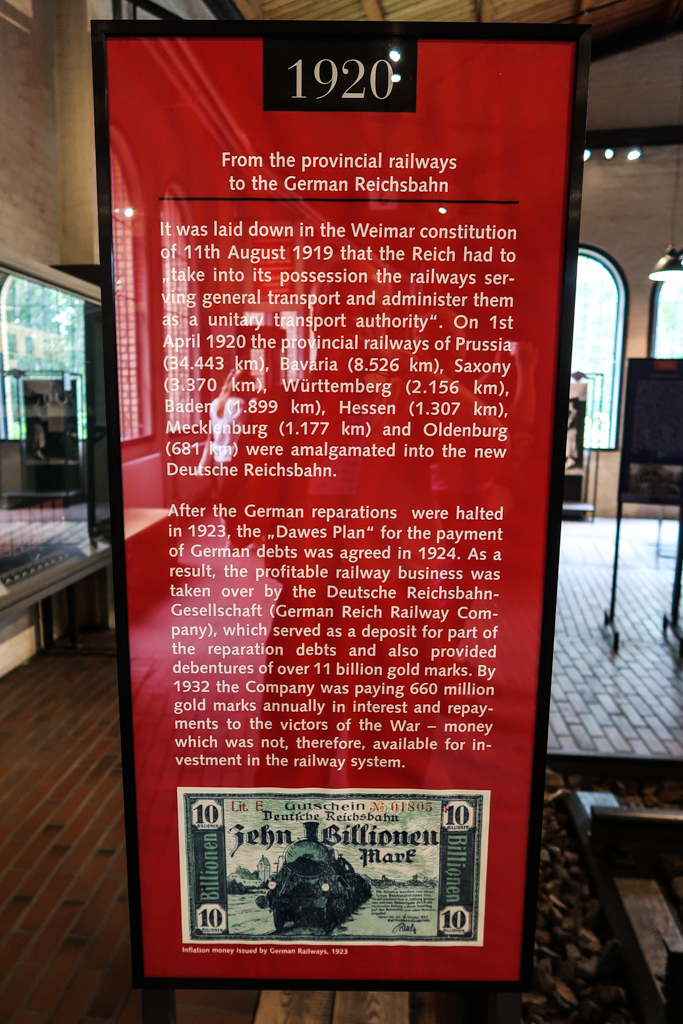 1920
From the provincial railways
to the German Reichsbahn
It was laid down in the Weimar constitution
of 11th August 1919 that the Reich had to
„take into its possession the railways ser-
ving general transport and administer them
as a unitary transport authority“. On 1st
April 1920 the provincial railways of Prussia
(34.443 km), Bavaria (8.526 km), Saxony
(3.370 km), Württemberg (2.156 km),
Baden (1.899 km), Hessen (1.307 km),
Mecklenburg (1.177 km) and Oldenburg
(681 km) were amalgamated into the new
Deutsche Reichsbahn.
After the German reparations were halted
in 1923, the „Dawes Plan“ for the payment
of German debts was agreed in 1924. As a
result, the profitable railway business was
taken over by the Deutsche Reichsbahn-
Gesellschaft (German Reich Railway Com-
pany), which served as a deposit for part of
the reparation debts and also provided
debentures of over 11 billion gold marks. By
1932 the Company was paying 660 million
gold marks annually in interest and repay-
ments to the victors of the War – money
which was not, therefore, available for in-
vestment in the railway system.
Lit. E Gutschein № 01805
Deutsche Reichsbahn
Zehn Billionen
Mark
10
BILLIONEN
10
BILLIONEN
Billionen
Billionen
10
10
Inflation money issued by German Railways, 1923